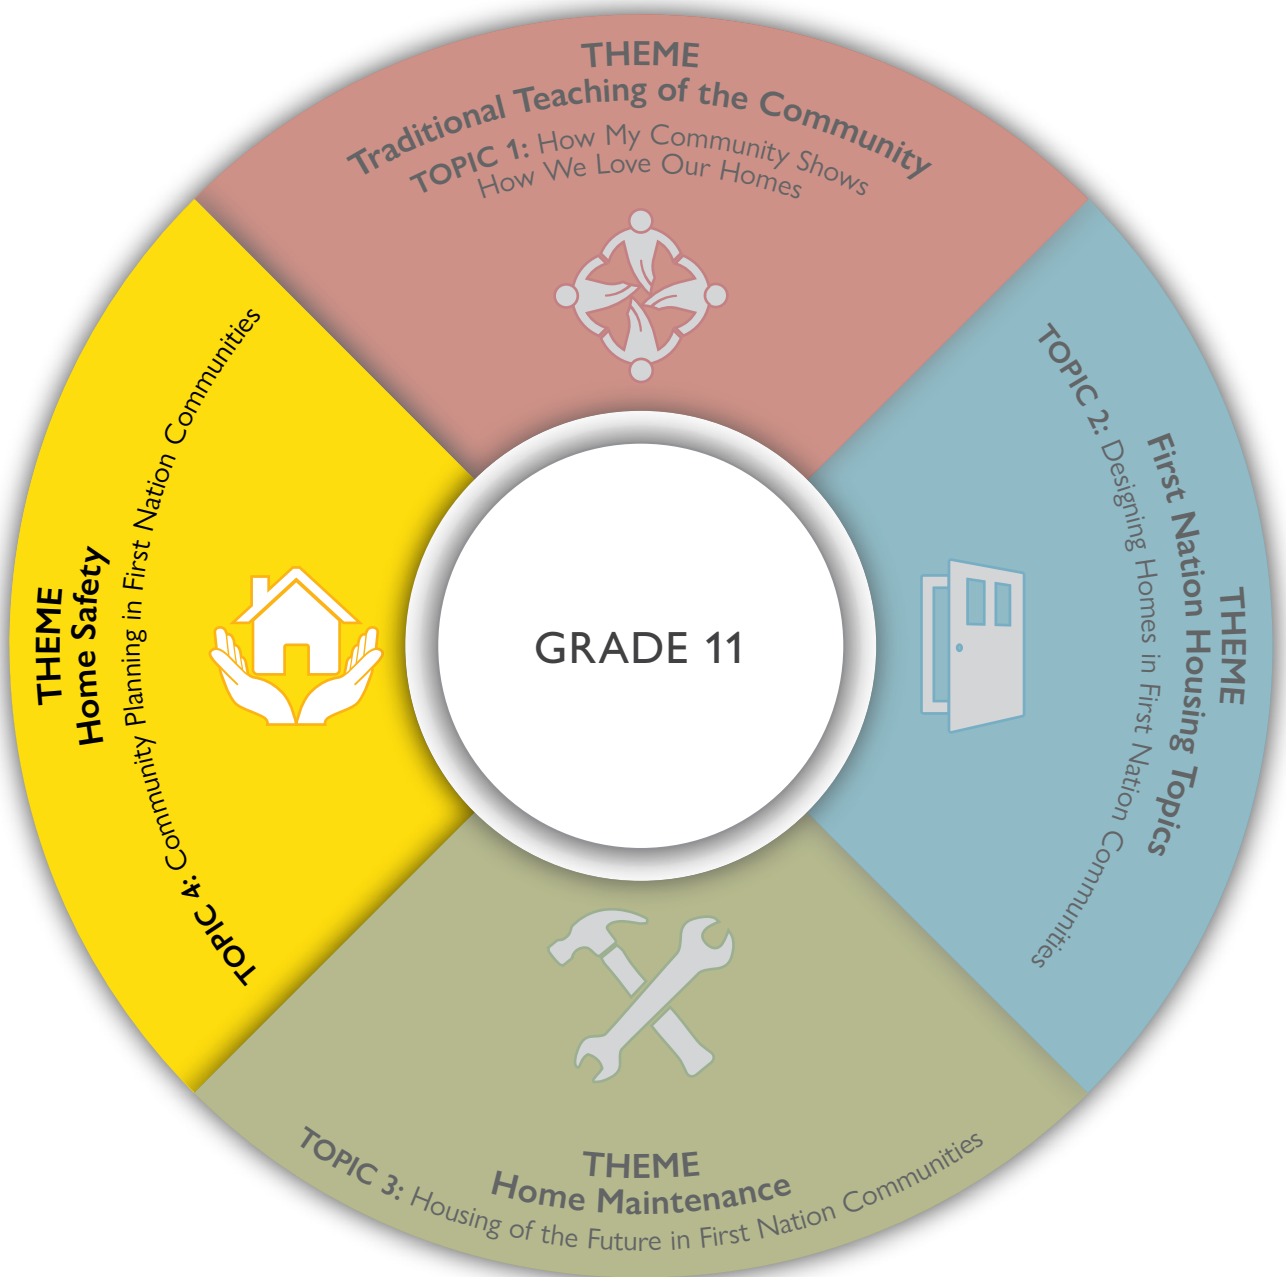 THEME
Traditional Teaching of the Community
TOPIC 1: How My Community Shows
How We Love Our Homes
THEME
First Nation Housing Topics
TOPIC 2: Designing Homes in First Nation Communities
THEME
Home Maintenance
TOPIC 3: Housing of the Future in First Nation Communities
THEME
Home Safety
TOPIC 4: Community Planning in First Nation Communities
GRADE 11